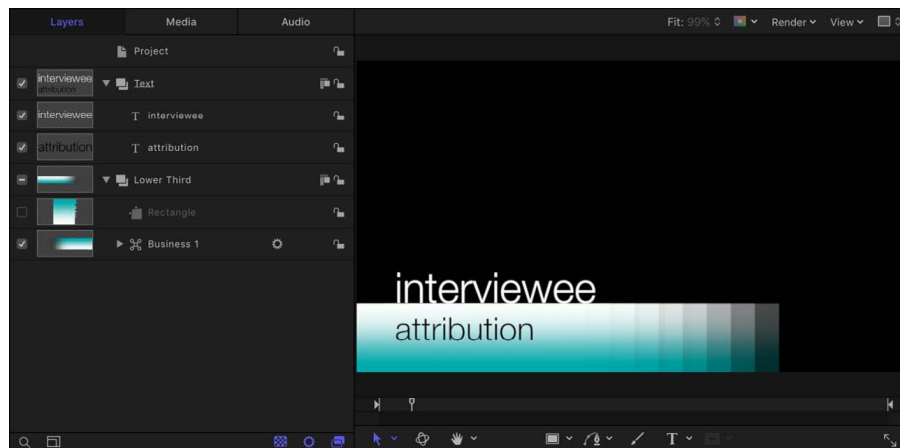 Layers Media Audio
Fit: 99% Render View
Project
interviewee
attribution
Text
interviewee
T interviewee
attribution
T attribution
Lower Third
Rectangle
Business 1
interviewee
attribution
T